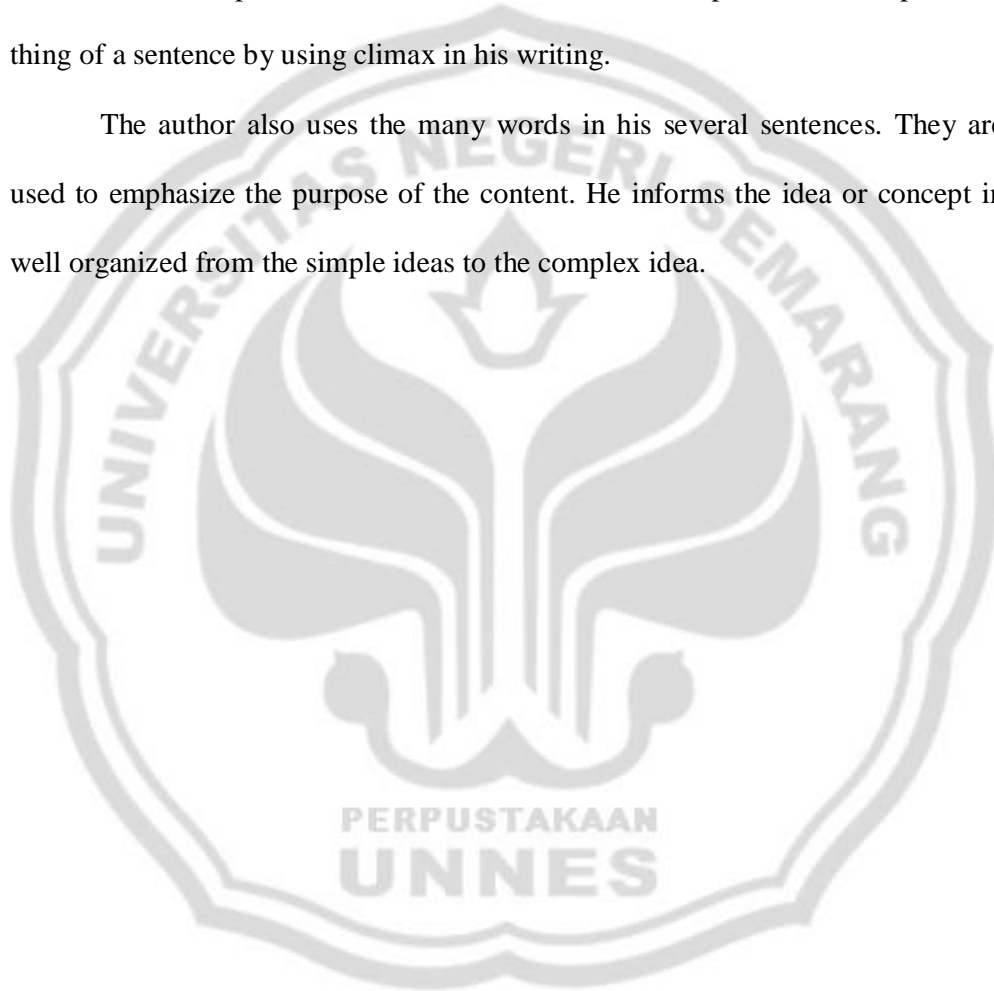 thing of a sentence by using climax in his writing.
The author also uses the many words in his several sentences. They are
used to emphasize the purpose of the content. He informs the idea or concept in
well organized from the simple ideas to the complex idea.
UNIVERSITAS NEGERI SEMARANG
PERPUSTAKAAN
UNNES